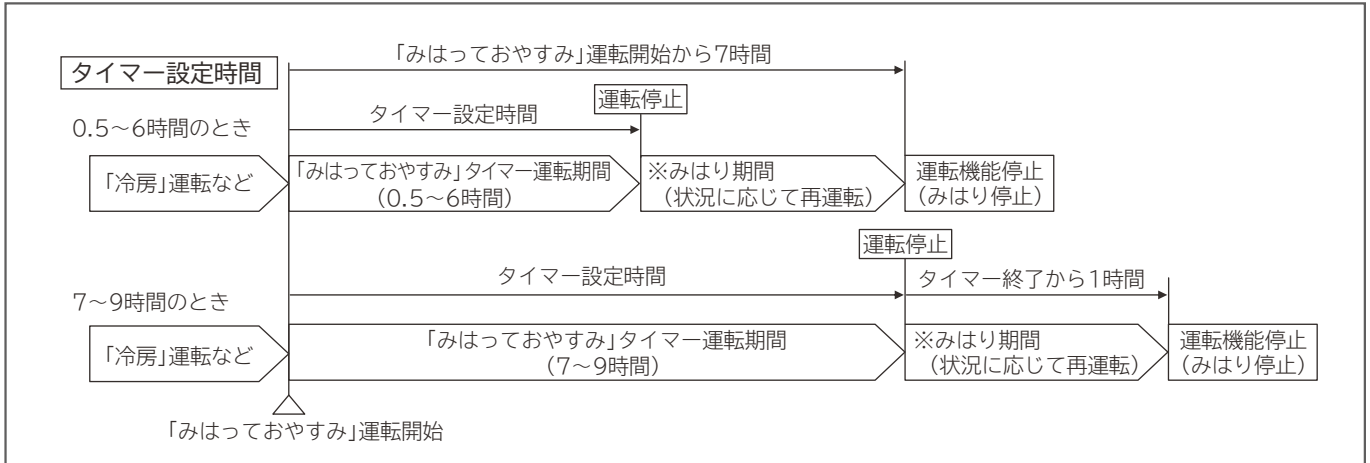 「みはっておやすみ」運転開始から7時間
タイマー設定時間
運転停止
タイマー設定時間
0.5～6時間のとき
「冷房」運転など
「みはっておやすみ」タイマー運転期間
(0.5～6時間)
※みはり期間
(状況に応じて再運転)
運転機能停止
(みはり停止)
運転停止
タイマー設定時間
タイマー終了から1時間
7～9時間のとき
「冷房」運転など
「みはっておやすみ」タイマー運転期間
(7～9時間)
※みはり期間
(状況に応じて再運転)
運転機能停止
(みはり停止)
「みはっておやすみ」運転開始